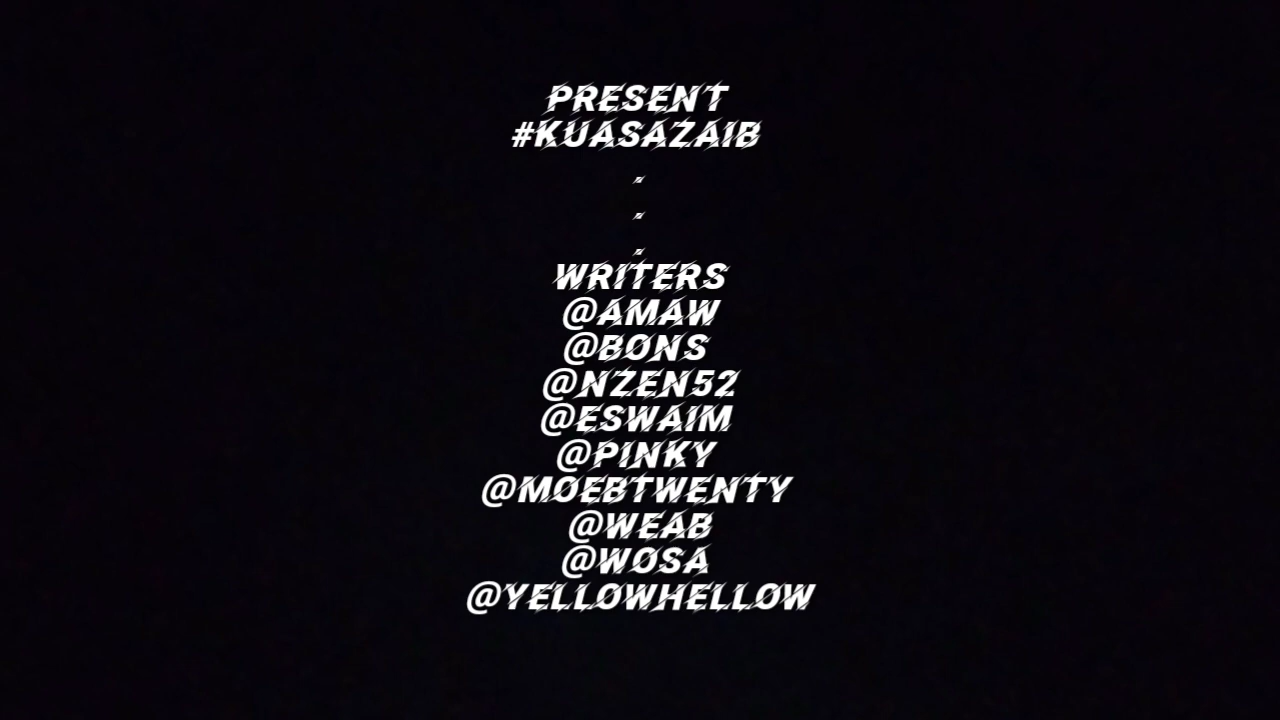 PRESENT
#KUASAZAIB
.
.
.
WRITERS
@AMAW
@BONS
@NZEN52
@ESWAIM
@PINKY
@MOEBTWENTY
@WEAB
@WOSA
@YELLOWHELLOW